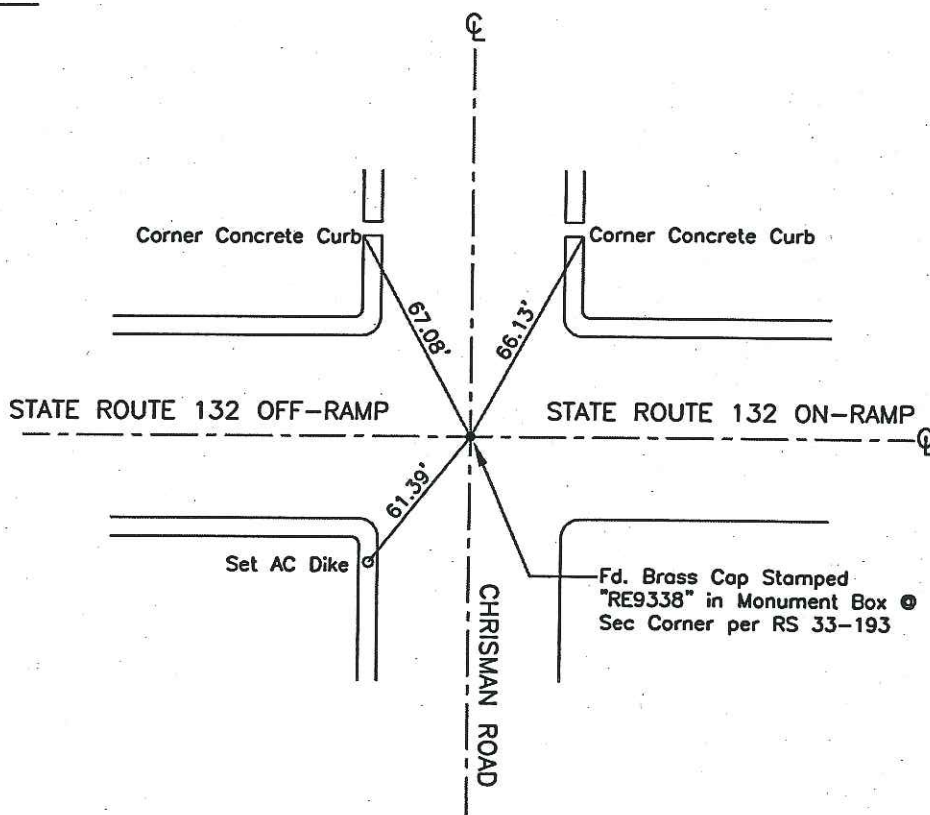 ℄
Corner Concrete Curb
Corner Concrete Curb
67.08'
66.13'
STATE ROUTE 132 OFF-RAMP
STATE ROUTE 132 ON-RAMP
℄
61.39'
Set AC Dike
Fd. Brass Cap Stamped
"RE9338" in Monument Box @
Sec Corner per RS 33-193
CHRISMAN ROAD